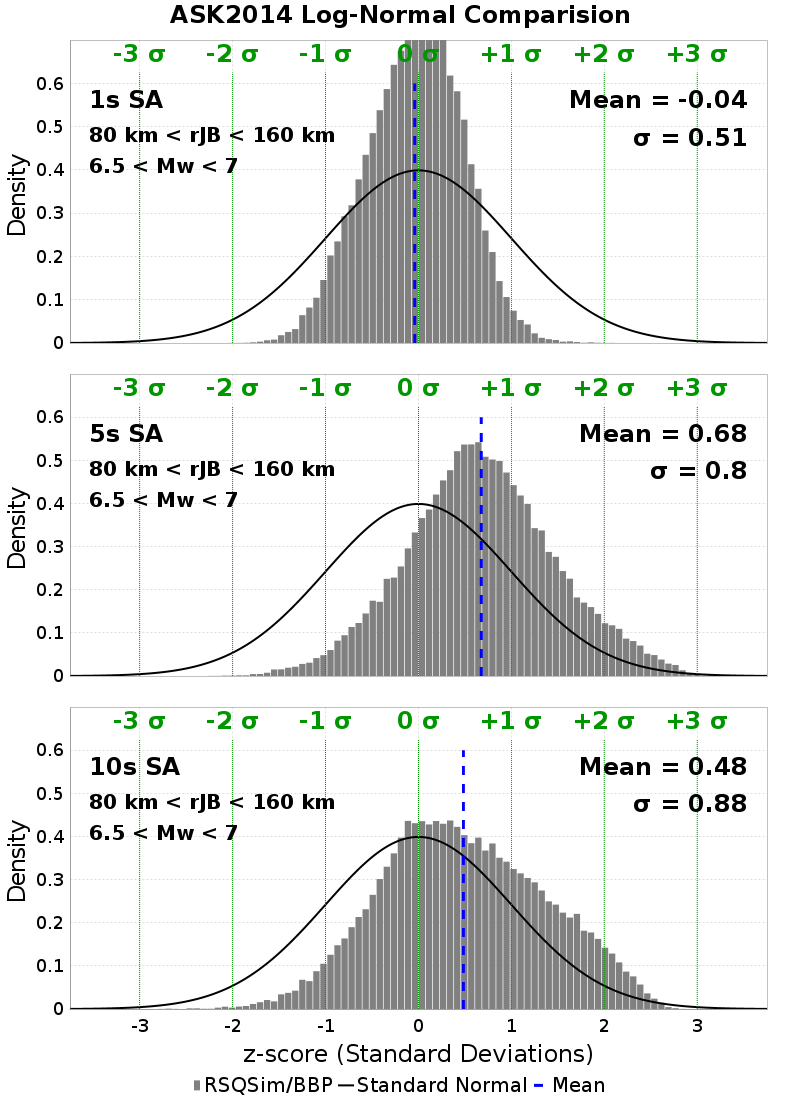 ASK2014 Log-Normal Comparision
-3 σ -2 σ -1 σ 0 σ +1 σ +2 σ +3 σ
1s SA Mean = -0.04
80 km < rJB < 160 km σ = 0.51
6.5 < Mw < 7
Density
0.6
0.5
0.4
0.3
0.2
0.1
0
-3 σ -2 σ -1 σ 0 σ +1 σ +2 σ +3 σ
5s SA Mean = 0.68
80 km < rJB < 160 km σ = 0.8
6.5 < Mw < 7
Density
0.6
0.5
0.4
0.3
0.2
0.1
0
-3 σ -2 σ -1 σ 0 σ +1 σ +2 σ +3 σ
10s SA Mean = 0.48
80 km < rJB < 160 km σ = 0.88
6.5 < Mw < 7
Density
0.6
0.5
0.4
0.3
0.2
0.1
0
-3 -2 -1 0 1 2 3
z-score (Standard Deviations)
RSQSim/BBP Standard Normal Mean